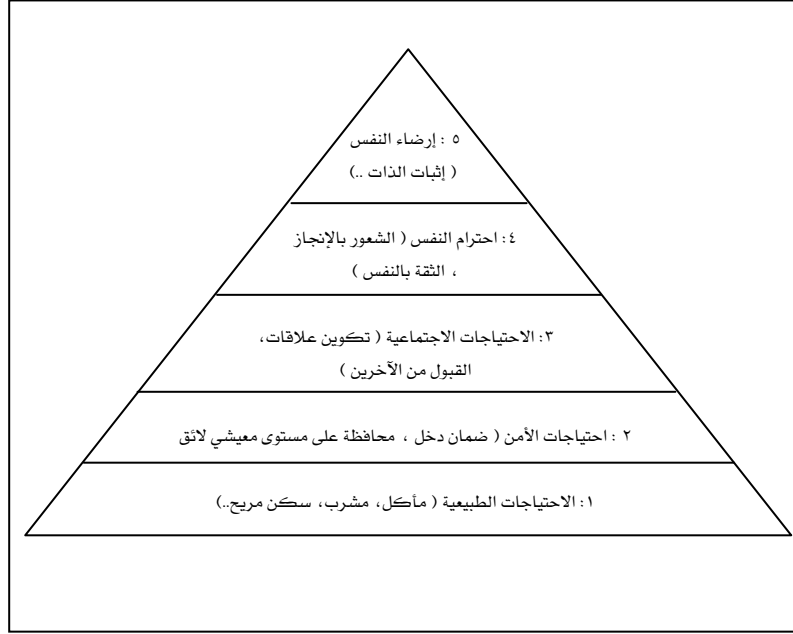 ٥ : إرضاء النفس
( إثبات الذات ..)
٤: احترام النفس ( الشعور بالإنجاز
، الثقة بالنفس )
٣: الاحتياجات الاجتماعية ( تكوين علاقات،
القبول من الآخرين )
٢ : احتياجات الأمن ( ضمان دخل ، محافظة على مستوى معيشي لائق
١: الاحتياجات الطبيعية ( مأكل، مشرب، سكن مريح..)